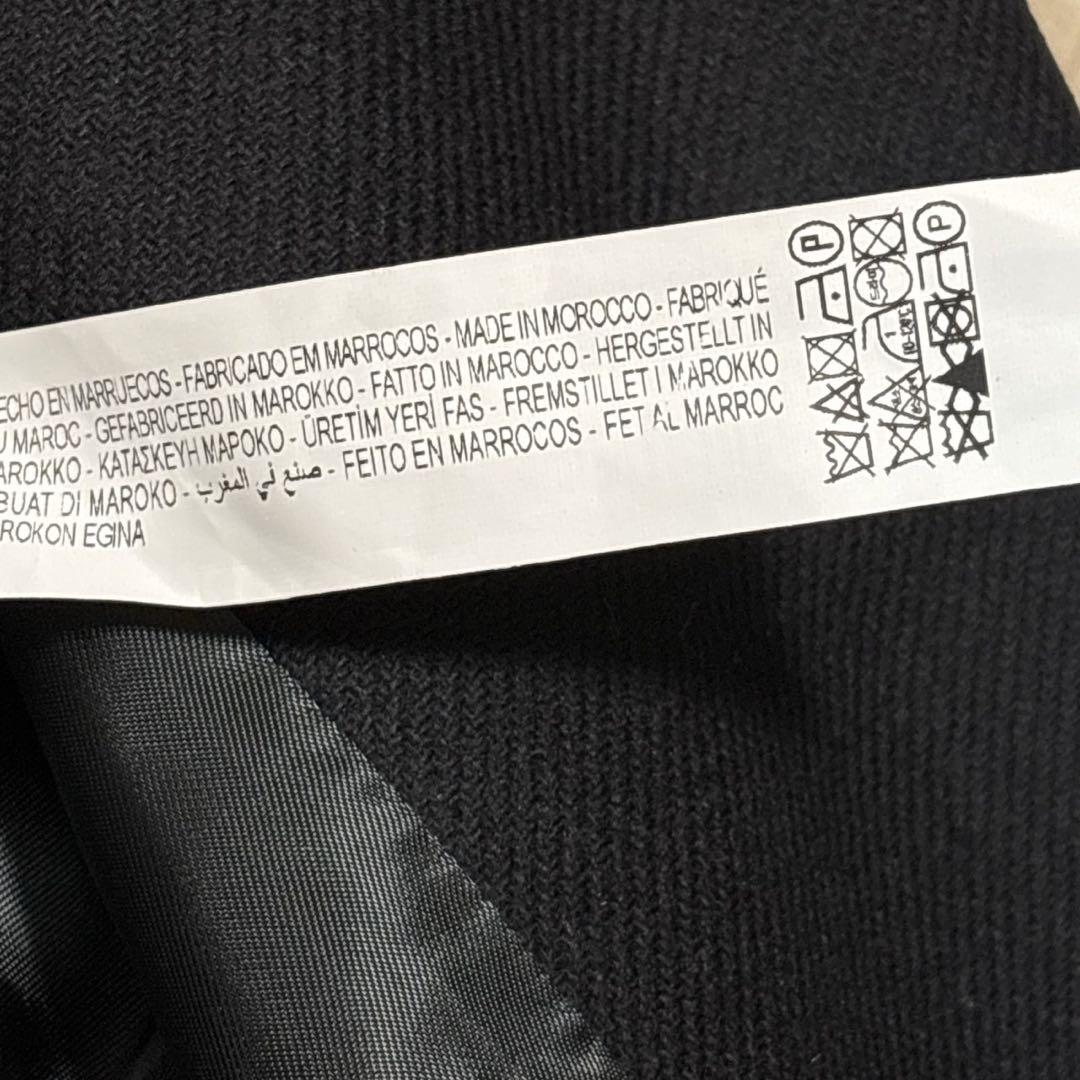 ECHO EN MARRUECOS - FABRICADO EM MARROCOS - MADE IN MOROCCO - FABRIQUÉ
U MAROC - GEFABRICEERD IN MAROKKO - FATTO IN MAROCCO - HERGESTELLT IN
AROKKO - ΚΑΤΑΣΚΕΥΗ ΜΑΡΟΚΟ - ÜRETİM YERİ FAS - FREMSTILLET I MAROKKO
BUAT DI MAROKO - صنع في المغرب - FEITO EN MARROCOS - FET AL MARROC
ROKON EGINA
P
P